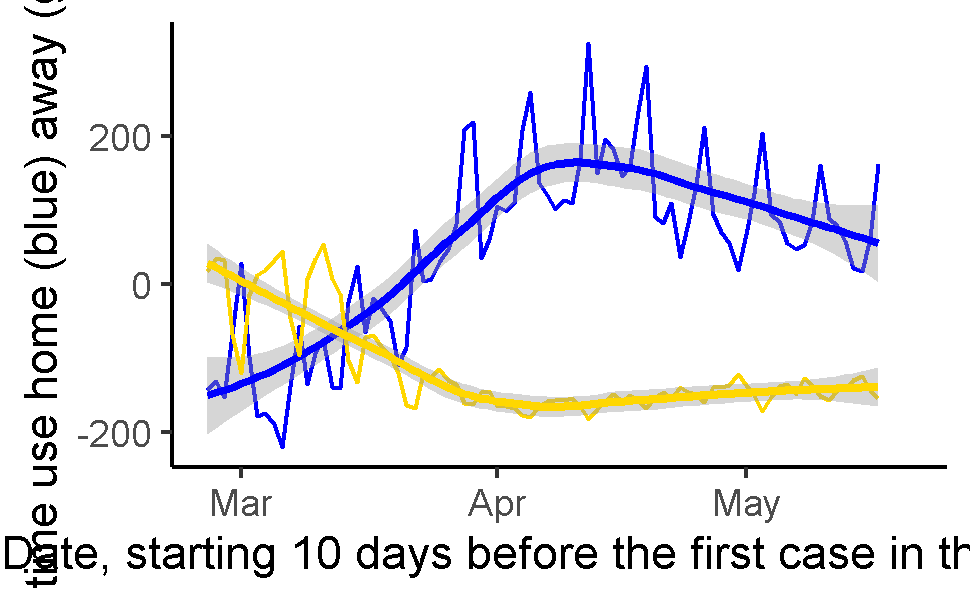 time use home (blue) away (
200
0
-200
Mar Apr May
Date, starting 10 days before the first case in th